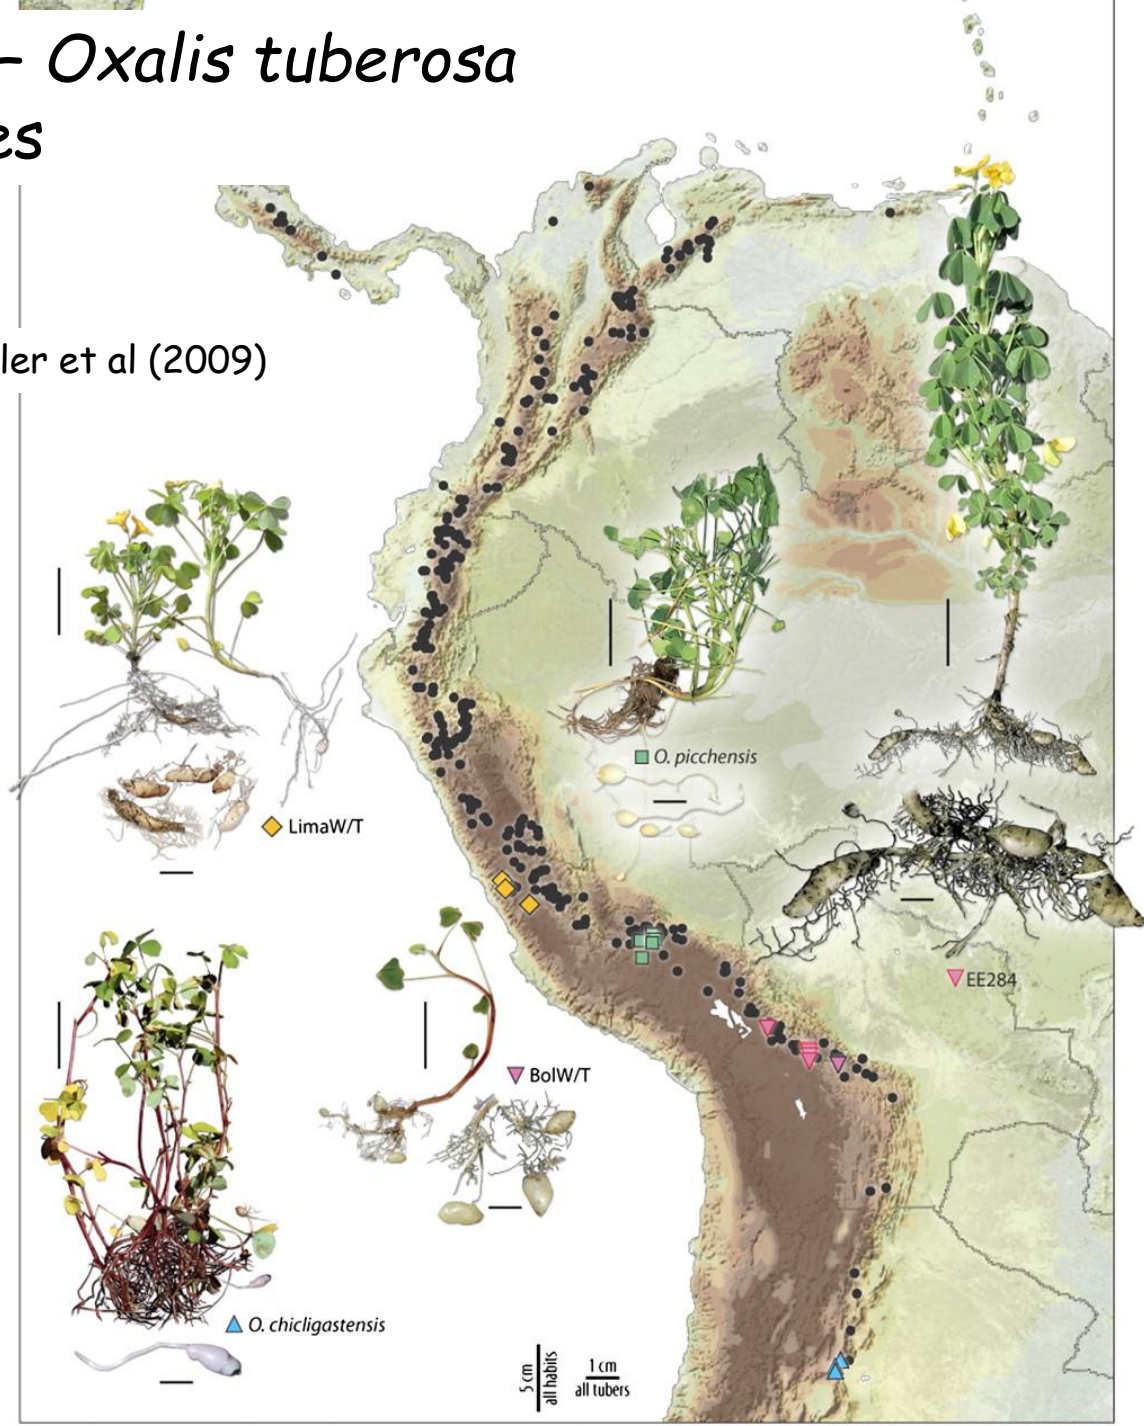 – Oxalis tuberosa
es
ler et al (2009)
O. picchensis
LimaW/T
EE284
BolW/T
O. chicligastensis
5 cm
all habits
1 cm
all tubers